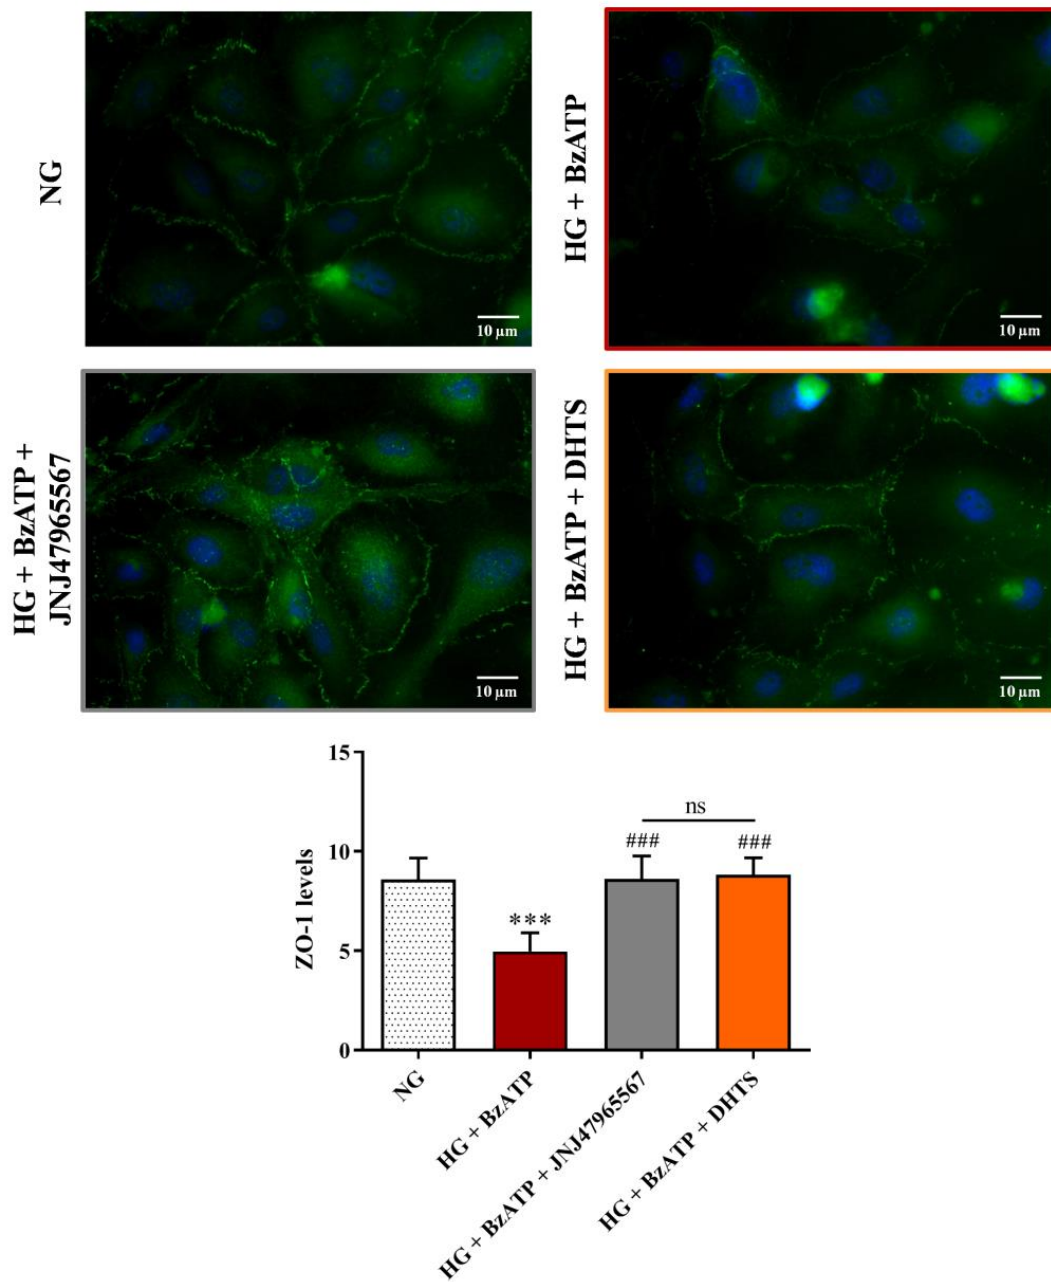 NG
10 µm
HG + BzATP
10 µm
HG + BzATP +
JNJ47965567
10 µm
HG + BzATP + DHTS
10 µm
ZO-1 levels
15
10
5
0
***
###
ns
###
NG
HG + BzATP
HG + BzATP + JNJ47965567
HG + BzATP + DHTS